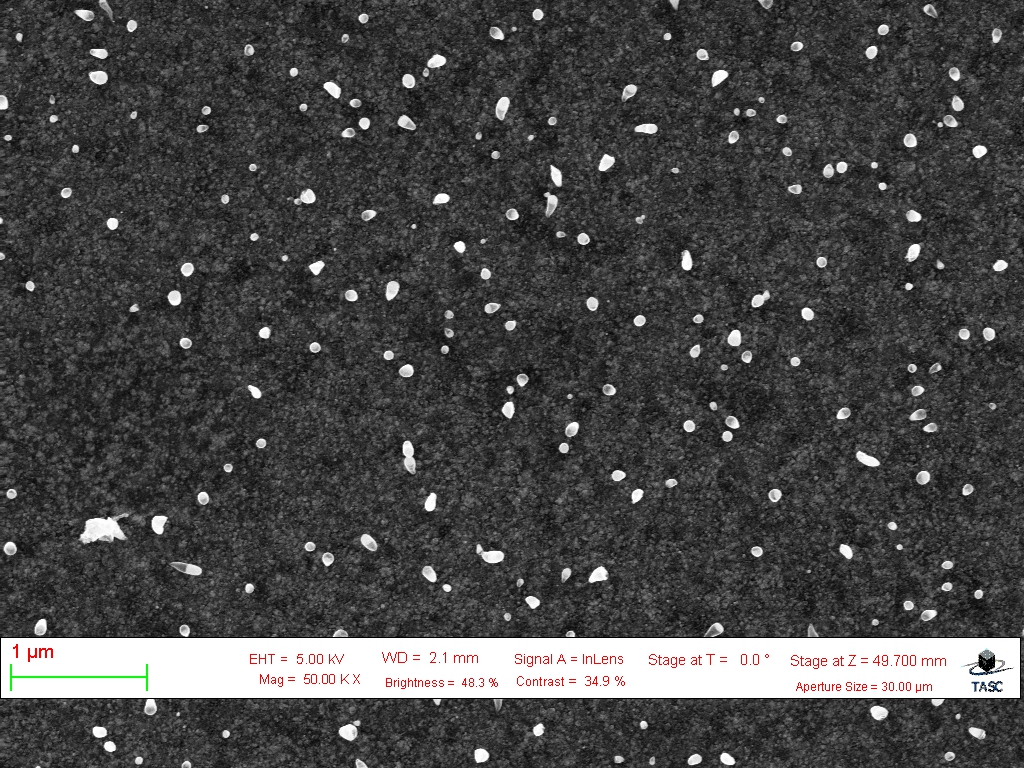 1 µm
EHT = 5.00 kV WD = 2.1 mm Signal A = InLens Stage at T = 0.0 ° Stage at Z = 49.700 mm
Mag = 50.00 K X Brightness = 48.3 % Contrast = 34.9 % Aperture Size = 30.00 µm
TASC